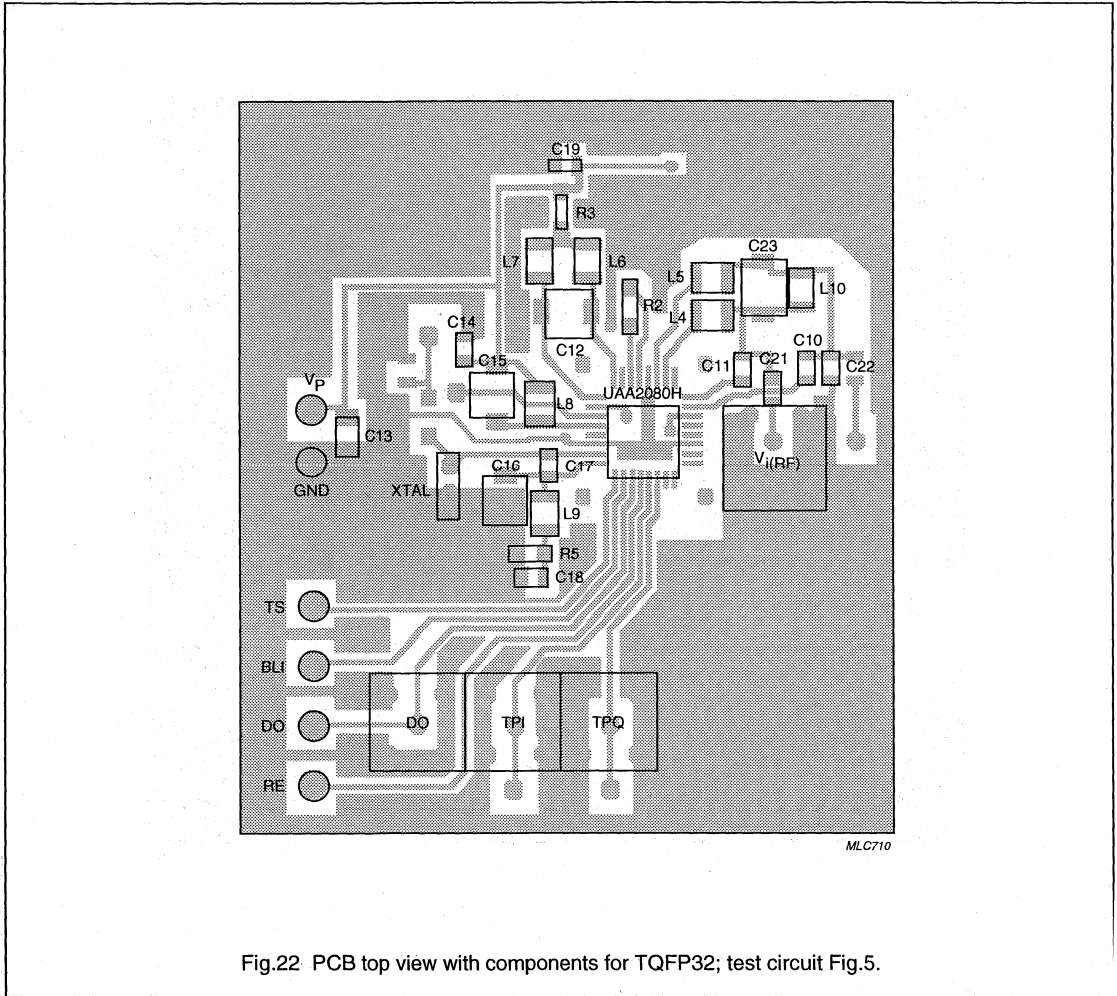 C19
R3
C23
L7
L6
L5
L10
R2
L4
C14
C12
C15
C11
C21
C10
C22
VP
UAA2080H
L8
C13
Vi(RF)
GND
XTAL
C16
C17
L9
R5
C18
TS
BLI
DO
DO
TPI
TPQ
RE
MLC710
Fig.22 PCB top view with components for TQFP32; test circuit Fig.5.